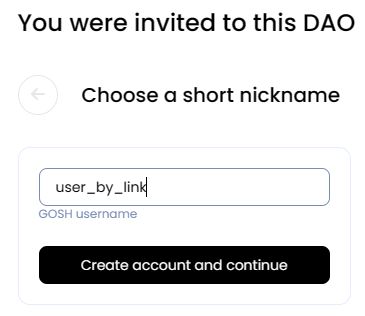 You were invited to this DAO
Choose a short nickname
user_by_link
GOSH username
Create account and continue